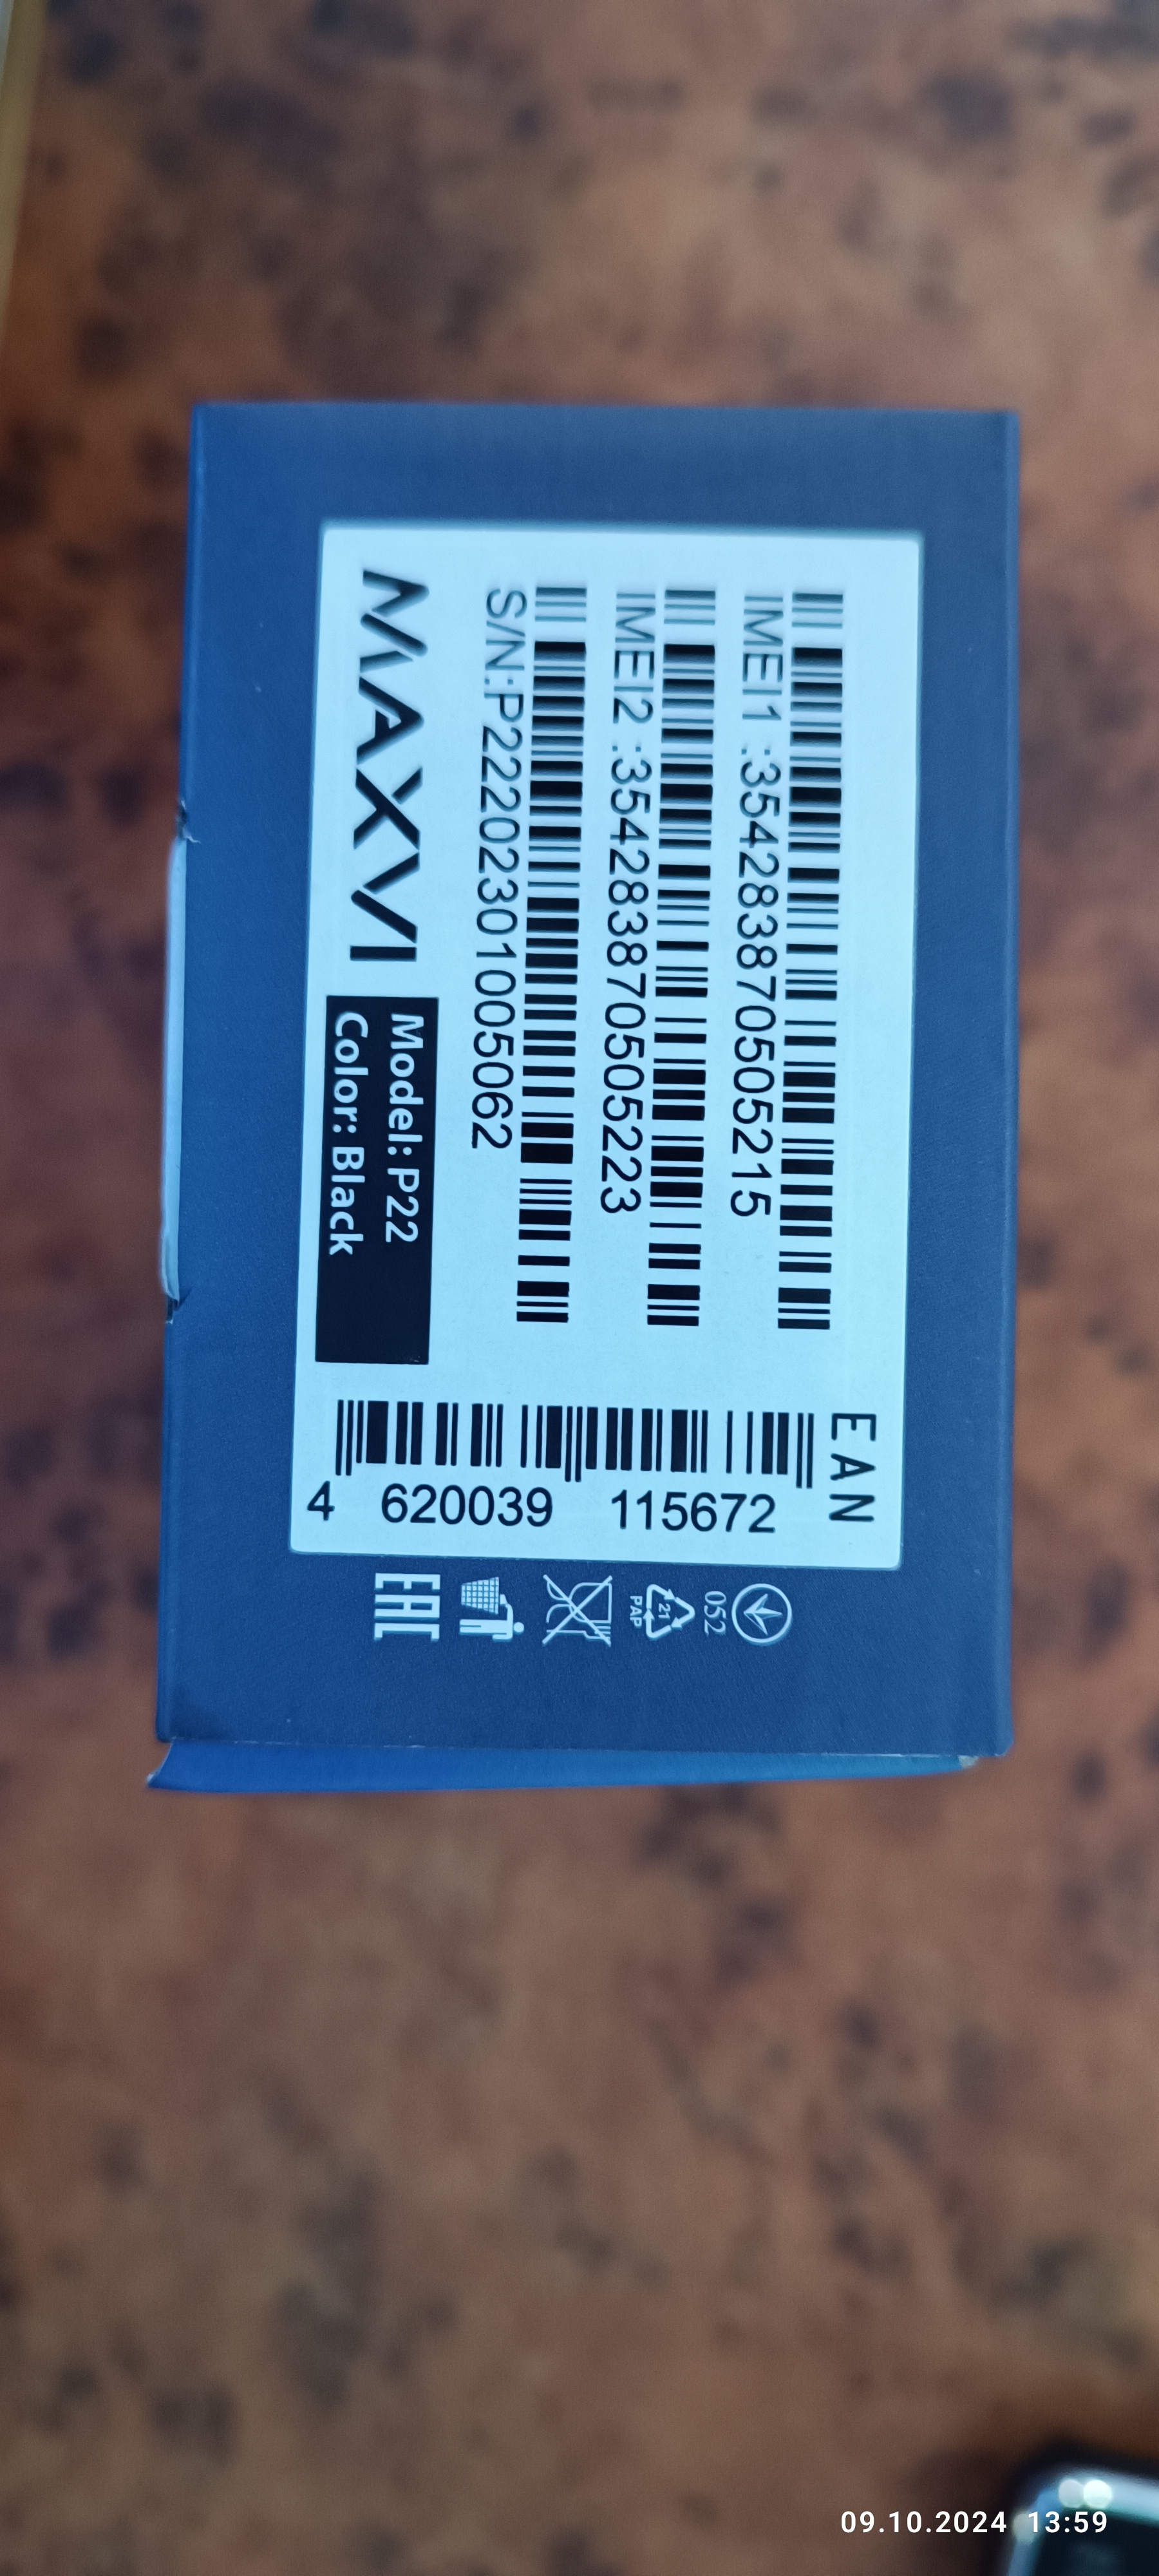 IMEI1 :354283870505215
IMEI2 :354283870505223
S/N:P22202301005062
MAXVI
Model: P22
Color: Black
EAN
4 620039 115672
052
21
PAP
EAC
09.10.2024 13:59